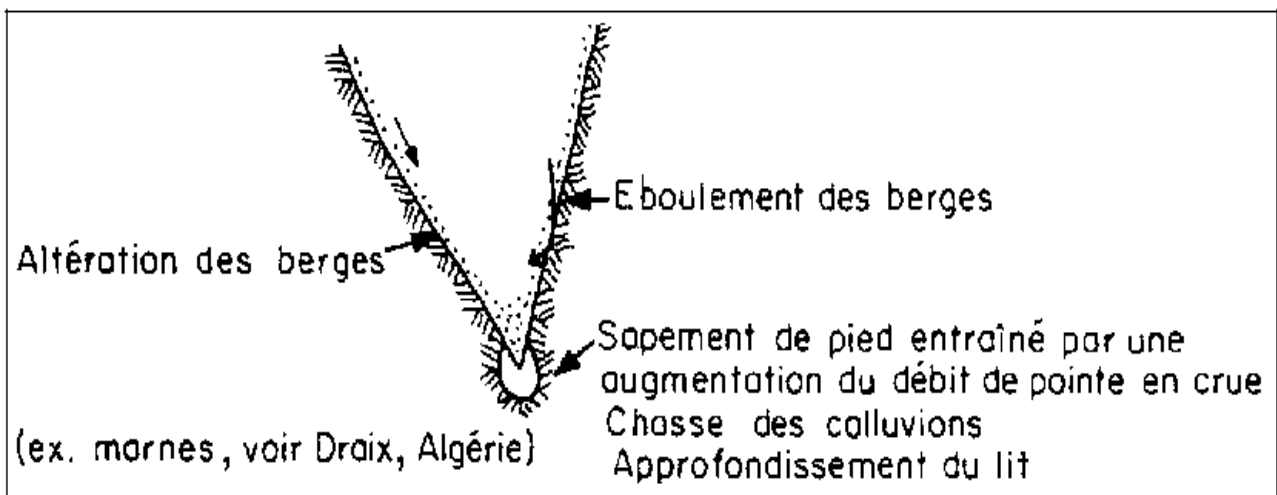 Eboulement des berges
Altération des berges
Sapement de pied entraîné par une
augmentation du débit de pointe en crue
Chasse des colluvions
Approfondissement du lit
(ex. marnes, voir Draix, Algérie)